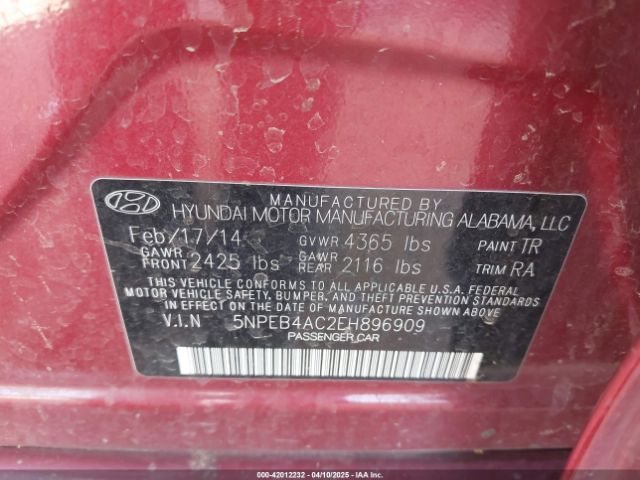 MANUFACTURED BY
HYUNDAI MOTOR MANUFACTURING ALABAMA, LLC
Feb/17/14 GVWR 4365 lbs PAINT TR
GAWR FRONT 2425 lbs GAWR REAR 2116 lbs TRIM RA
THIS VEHICLE CONFORMS TO ALL APPLICABLE U.S.A. FEDERAL
MOTOR VEHICLE SAFETY, BUMPER, AND THEFT PREVENTION STANDARDS
IN EFFECT ON THE DATE OF MANUFACTURE SHOWN ABOVE.
V.I.N 5NPEB4AC2EH896909
PASSENGER CAR
000-42012232 - 04/10/2025 - IAA Inc.